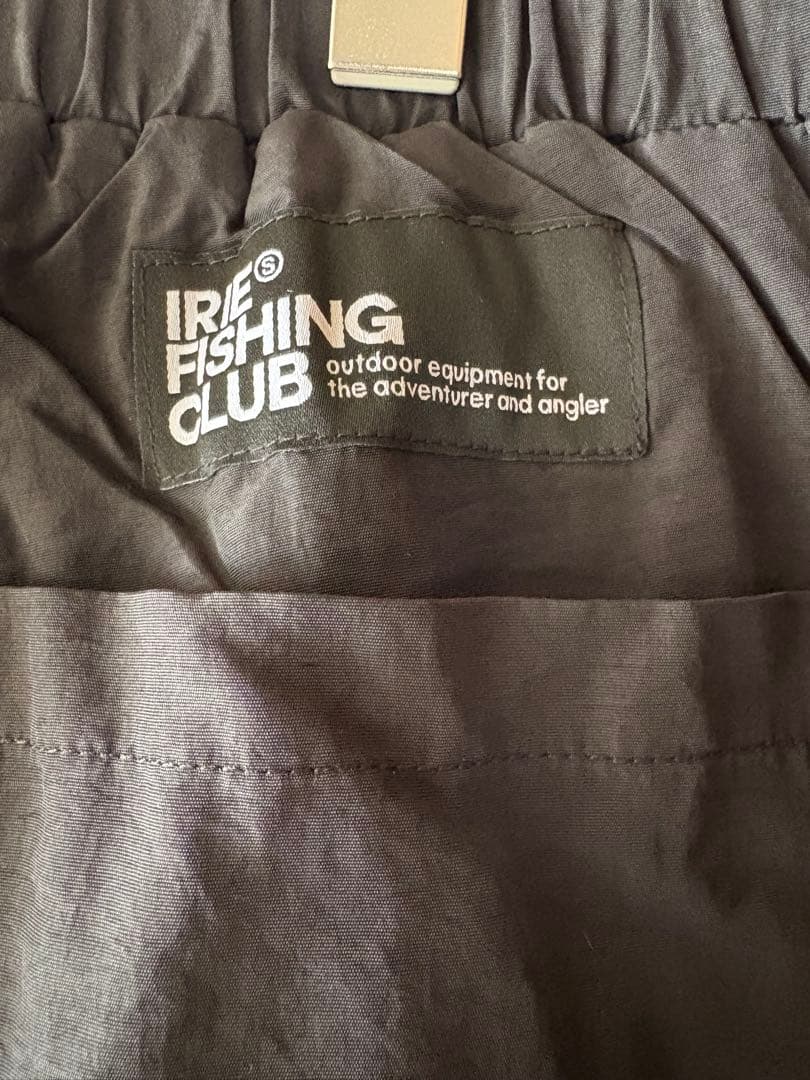 IRIE Ⓢ
FISHING
CLUB
outdoor equipment for
the adventurer and angler